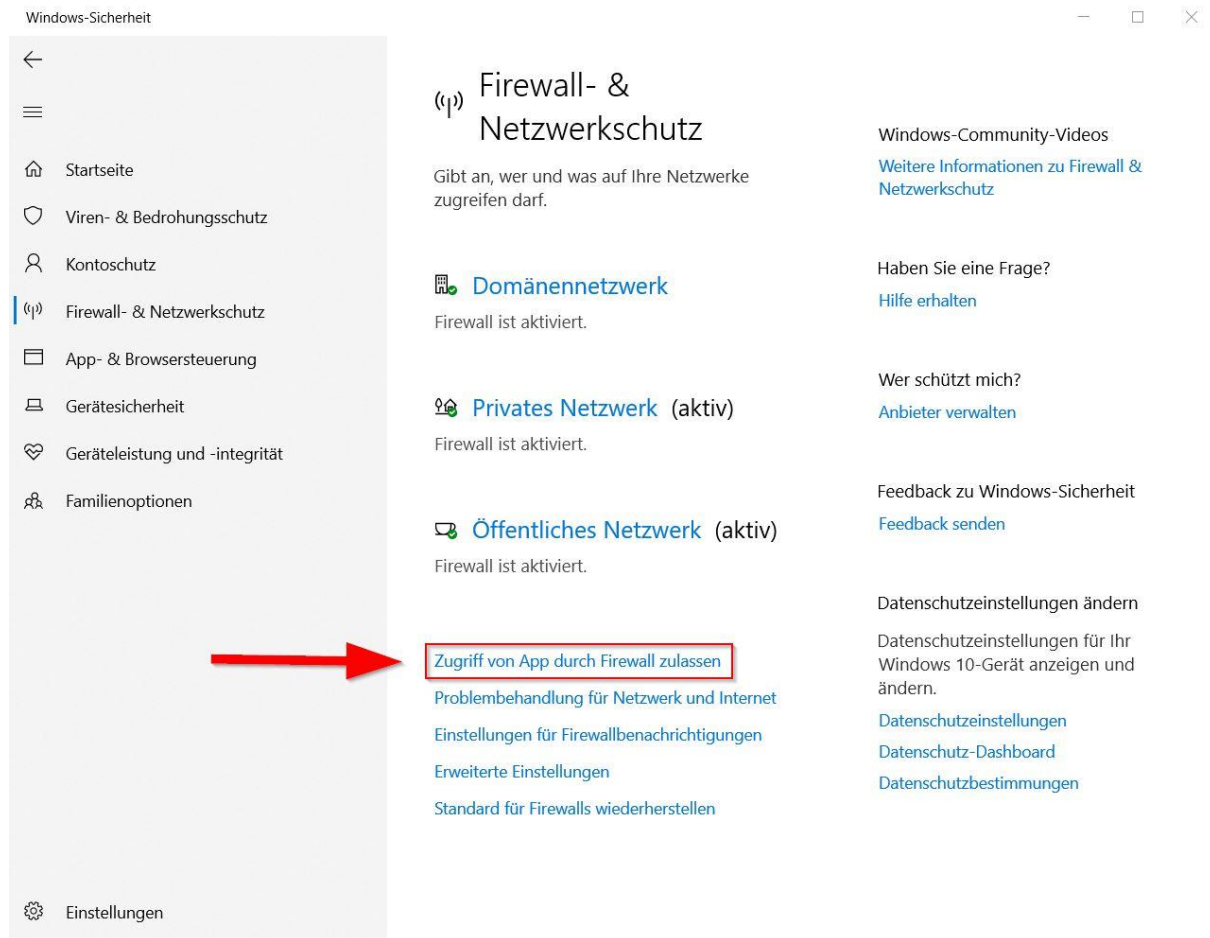 Windows-Sicherheit
Startseite
Viren- & Bedrohungsschutz
Kontoschutz
Firewall- & Netzwerkschutz
App- & Browsersteuerung
Gerätesicherheit
Geräteleistung und -integrität
Familienoptionen
Einstellungen
Firewall- &
Netzwerkschutz
Gibt an, wer und was auf Ihre Netzwerke
zugreifen darf.
Domänennetzwerk
Firewall ist aktiviert.
Privates Netzwerk (aktiv)
Firewall ist aktiviert.
Öffentliches Netzwerk (aktiv)
Firewall ist aktiviert.
Zugriff von App durch Firewall zulassen
Problembehandlung für Netzwerk und Internet
Einstellungen für Firewallbenachrichtigungen
Erweiterte Einstellungen
Standard für Firewalls wiederherstellen
Windows-Community-Videos
Weitere Informationen zu Firewall &
Netzwerkschutz
Haben Sie eine Frage?
Hilfe erhalten
Wer schützt mich?
Anbieter verwalten
Feedback zu Windows-Sicherheit
Feedback senden
Datenschutzeinstellungen ändern
Datenschutzeinstellungen für Ihr
Windows 10-Gerät anzeigen und
ändern.
Datenschutzeinstellungen
Datenschutz-Dashboard
Datenschutzbestimmungen